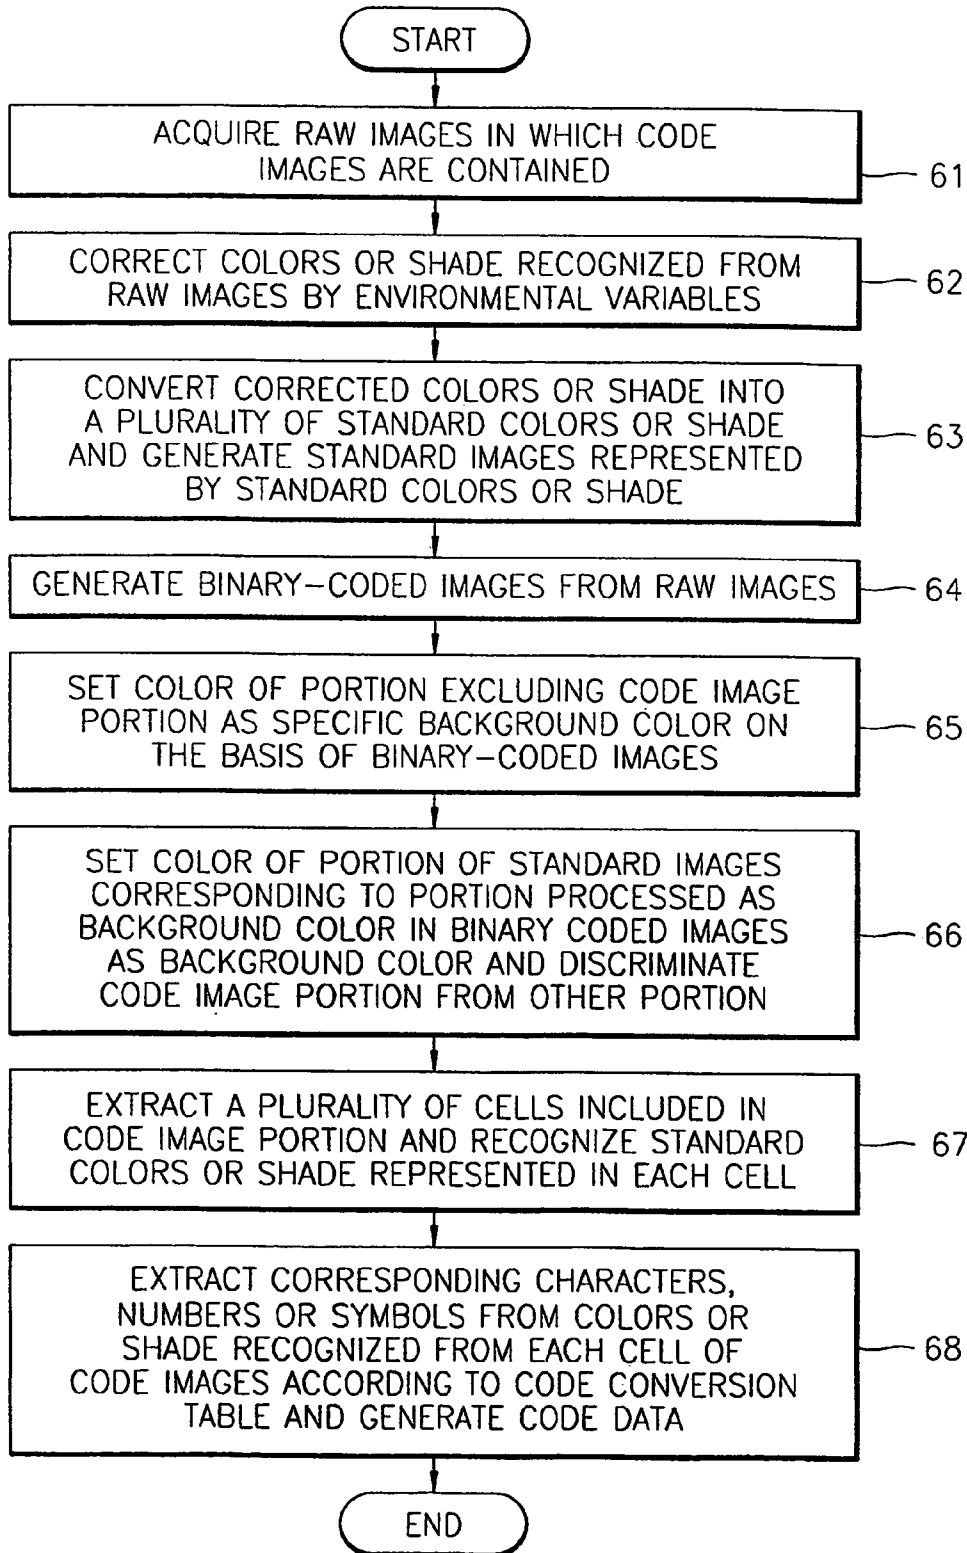 START
ACQUIRE RAW IMAGES IN WHICH CODE
IMAGES ARE CONTAINED
61
CORRECT COLORS OR SHADE RECOGNIZED FROM
RAW IMAGES BY ENVIRONMENTAL VARIABLES
62
CONVERT CORRECTED COLORS OR SHADE INTO
A PLURALITY OF STANDARD COLORS OR SHADE
AND GENERATE STANDARD IMAGES REPRESENTED
BY STANDARD COLORS OR SHADE
63
GENERATE BINARY-CODED IMAGES FROM RAW IMAGES
64
SET COLOR OF PORTION EXCLUDING CODE IMAGE
PORTION AS SPECIFIC BACKGROUND COLOR ON
THE BASIS OF BINARY-CODED IMAGES
65
SET COLOR OF PORTION OF STANDARD IMAGES
CORRESPONDING TO PORTION PROCESSED AS
BACKGROUND COLOR IN BINARY CODED IMAGES
AS BACKGROUND COLOR AND DISCRIMINATE
CODE IMAGE PORTION FROM OTHER PORTION
66
EXTRACT A PLURALITY OF CELLS INCLUDED IN
CODE IMAGE PORTION AND RECOGNIZE STANDARD
COLORS OR SHADE REPRESENTED IN EACH CELL
67
EXTRACT CORRESPONDING CHARACTERS,
NUMBERS OR SYMBOLS FROM COLORS OR
SHADE RECOGNIZED FROM EACH CELL OF
CODE IMAGES ACCORDING TO CODE CONVERSION
TABLE AND GENERATE CODE DATA
68
END